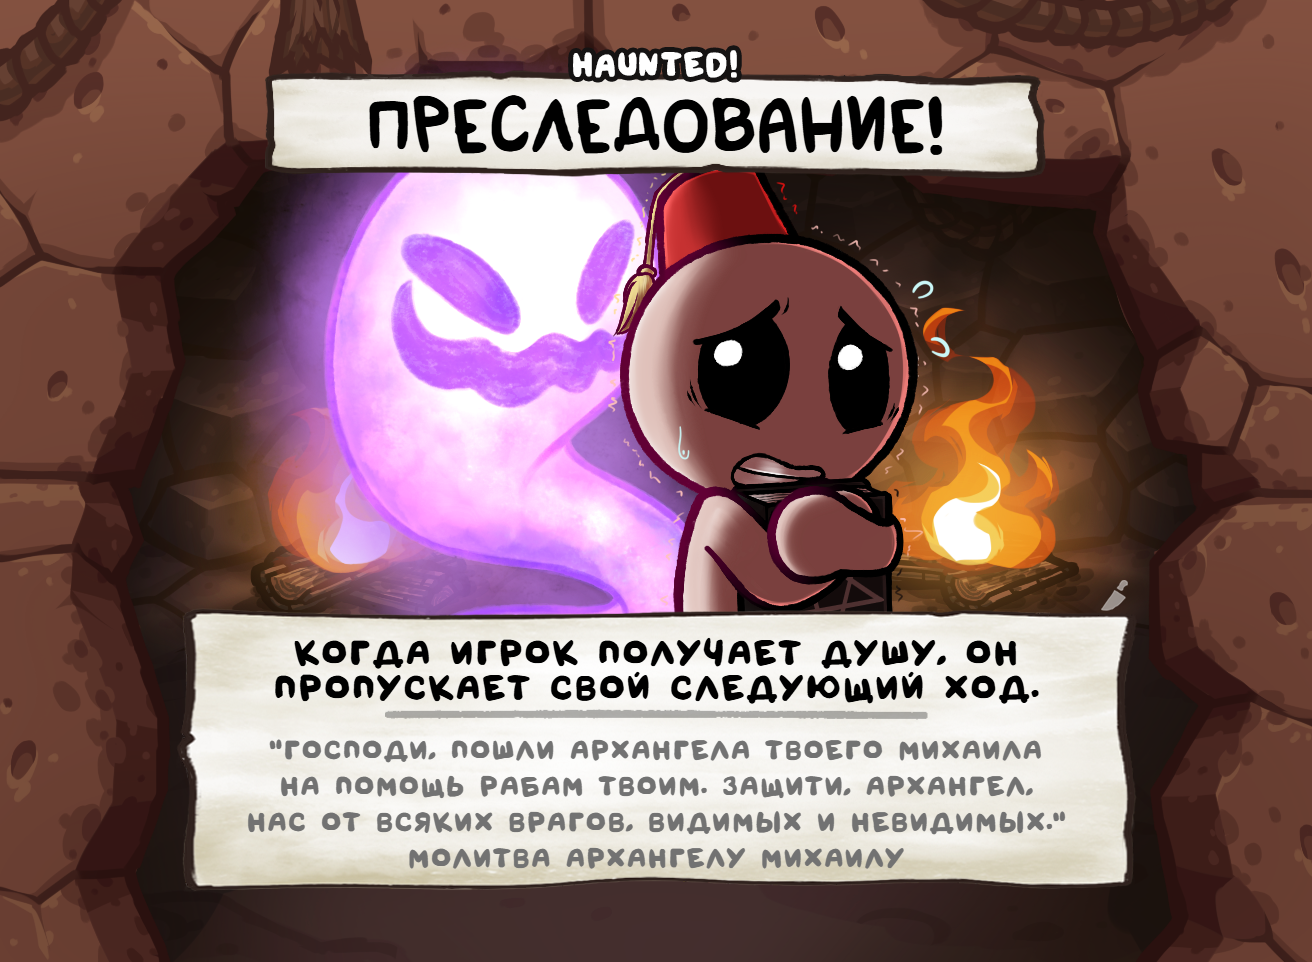 HAUNTED!
ПРЕСЛЕДОВАНИЕ!
КОГДА ИГРОК ПОЛУЧАЕТ ДУШУ, ОН
ПРОПУСКАЕТ СВОЙ СЛЕДУЮЩИЙ ХОД.
"ГОСПОДИ, ПОШЛИ АРХАНГЕЛА ТВОЕГО МИХАИЛА
НА ПОМОЩЬ РАБАМ ТВОИМ. ЗАЩИТИ, АРХАНГЕЛ,
НАС ОТ ВСЯКИХ ВРАГОВ, ВИДИМЫХ И НЕВИДИМЫХ."
МОЛИТВА АРХАНГЕЛУ МИХАИЛУ